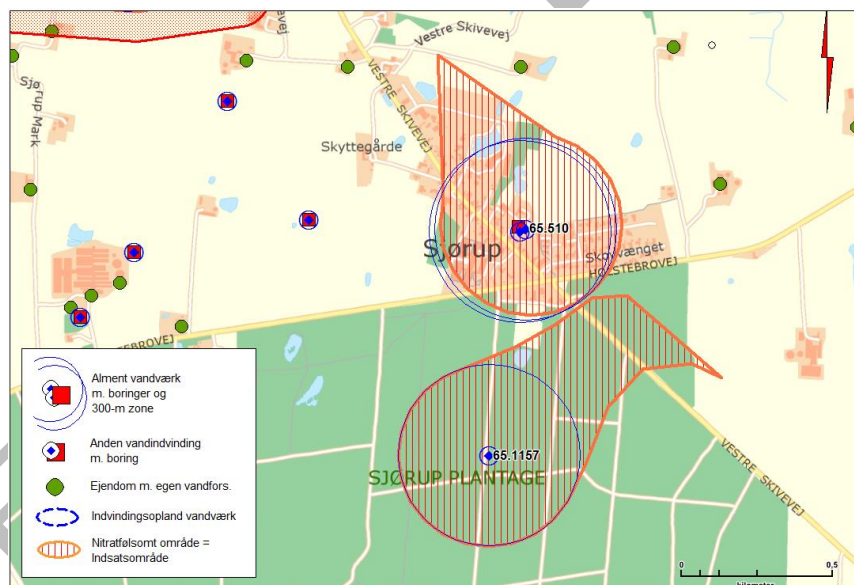 Vestre Skivevej
avej
VESTRE SKIVEVEJ
Sjørup Mark
Skyttegårde
65.510
Sjørup
Skovvænget
HOLSTEBROVEJ
STEBROVEJ
Alment vandværk
m. boringer og
300-m zone
Anden vandindvinding
m. boring
Ejendom m. egen vandfors.
Indvindingsopland vandværk
Nitratfølsomt område =
Indsatsområde
65.1157
SJØRUP PLANTAGE
VESTRE SKIVEVEJ
0 0.5
kilometer